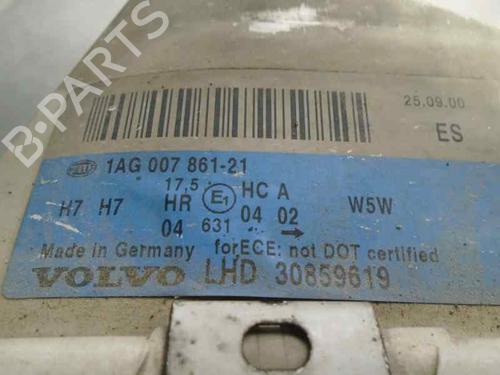 B-PARTS
25.09.00
ES
HELLA 1AG 007 861-21
17,5 HC A
H7 H7 HR E1 W5W
04 631 04 02 →
Made in Germany forECE: not DOT certified
VOLVO LHD 30859619